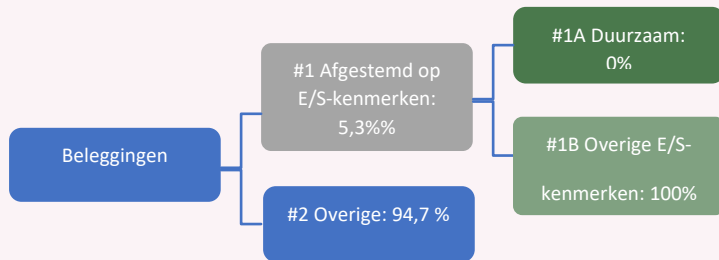 Beleggingen
#1 Afgestemd op
E/S-kenmerken:
5,3%%
#2 Overige: 94,7 %
#1A Duurzaam:
0%
#1B Overige E/S-
kenmerken: 100%